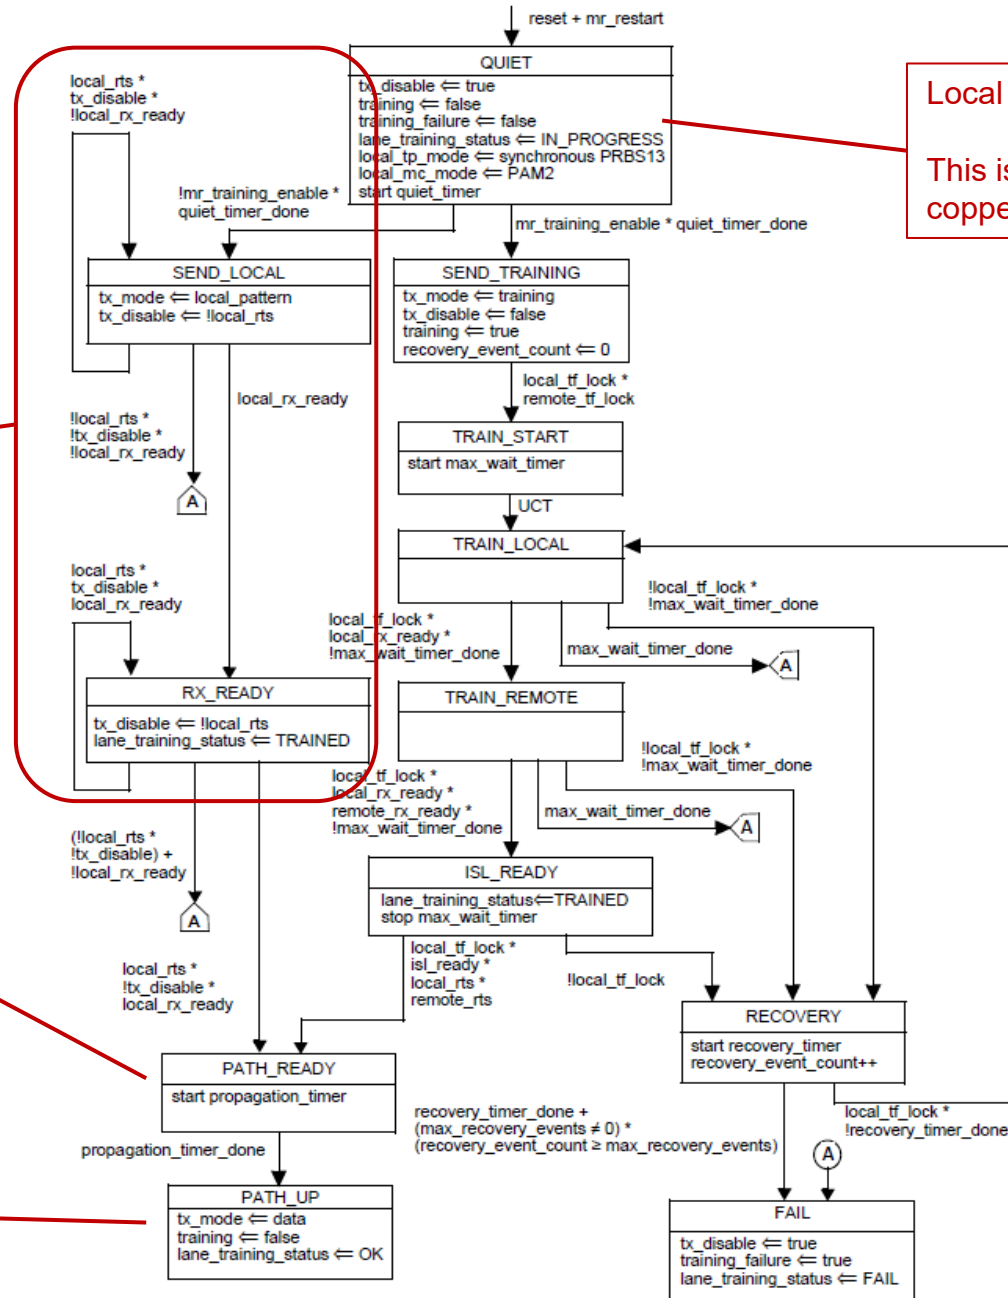 reset + mr_restart
QUIET
tx_disable ⇐ true
training ⇐ false
training_failure ⇐ false
lane_training_status ⇐ IN_PROGRESS
local_tp_mode ⇐ synchronous PRBS13
local_mc_mode ⇐ PAM2
start quiet_timer
Local
This is
coppe
local_rts *
tx_disable *
!local_rx_ready
!mr_training_enable *
quiet_timer_done
mr_training_enable * quiet_timer_done
SEND_LOCAL
tx_mode ⇐ local_pattern
tx_disable ⇐ !local_rts
SEND_TRAINING
tx_mode ⇐ training
tx_disable ⇐ false
training ⇐ true
recovery_event_count ⇐ 0
local_rx_ready
!local_rts *
!tx_disable *
!local_rx_ready
A
local_tf_lock *
remote_tf_lock
TRAIN_START
start max_wait_timer
UCT
TRAIN_LOCAL
local_rts *
tx_disable *
local_rx_ready
local_tf_lock *
local_rx_ready *
!max_wait_timer_done
max_wait_timer_done
A
!local_tf_lock *
!max_wait_timer_done
RX_READY
tx_disable ⇐ !local_rts
lane_training_status ⇐ TRAINED
TRAIN_REMOTE
local_tf_lock *
local_rx_ready *
remote_rx_ready *
!max_wait_timer_done
max_wait_timer_done
A
!local_tf_lock *
!max_wait_timer_done
(!local_rts *
!tx_disable) +
!local_rx_ready
A
ISL_READY
lane_training_status⇐TRAINED
stop max_wait_timer
local_rts *
!tx_disable *
local_rx_ready
local_tf_lock *
isl_ready *
local_rts *
remote_rts
!local_tf_lock
RECOVERY
start recovery_timer
recovery_event_count++
PATH_READY
start propagation_timer
recovery_timer_done +
(max_recovery_events ≠ 0) *
(recovery_event_count ≥ max_recovery_events)
local_tf_lock *
!recovery_timer_done
A
propagation_timer_done
PATH_UP
tx_mode ⇐ data
training ⇐ false
lane_training_status ⇐ OK
FAIL
tx_disable ⇐ true
training_failure ⇐ true
lane_training_status ⇐ FAIL